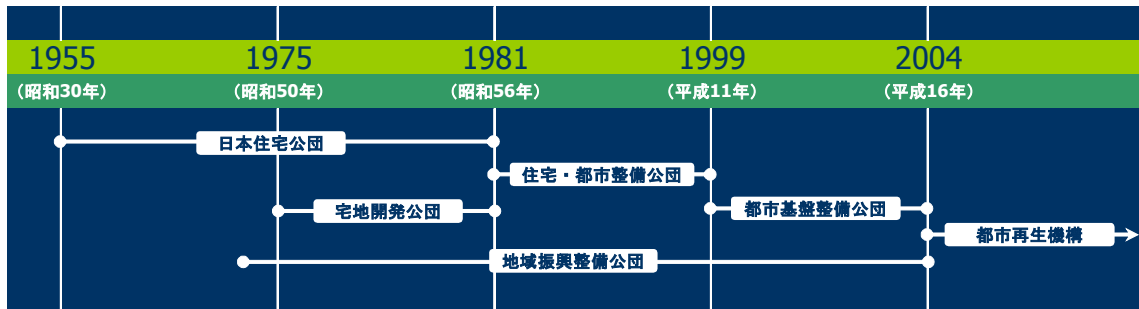 1955 1975 1981 1999 2004
（昭和30年） （昭和50年） （昭和56年） （平成11年） （平成16年）
日本住宅公団
住宅・都市整備公団
宅地開発公団
都市基盤整備公団
都市再生機構
地域振興整備公団